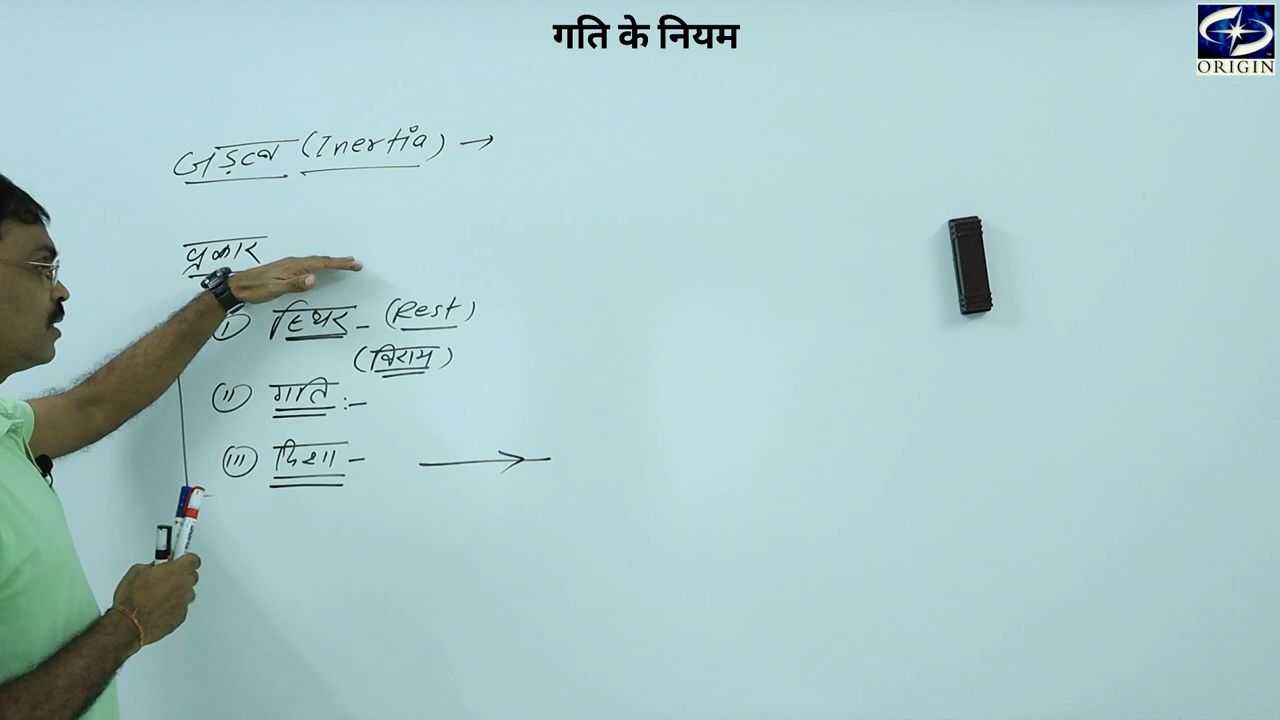 गति के नियम
ORIGIN
जड़त्व (Inertia) →
प्रकार
(i) स्थिर - (Rest)
(विराम)
(ii) गति :-
(iii) दिशा -